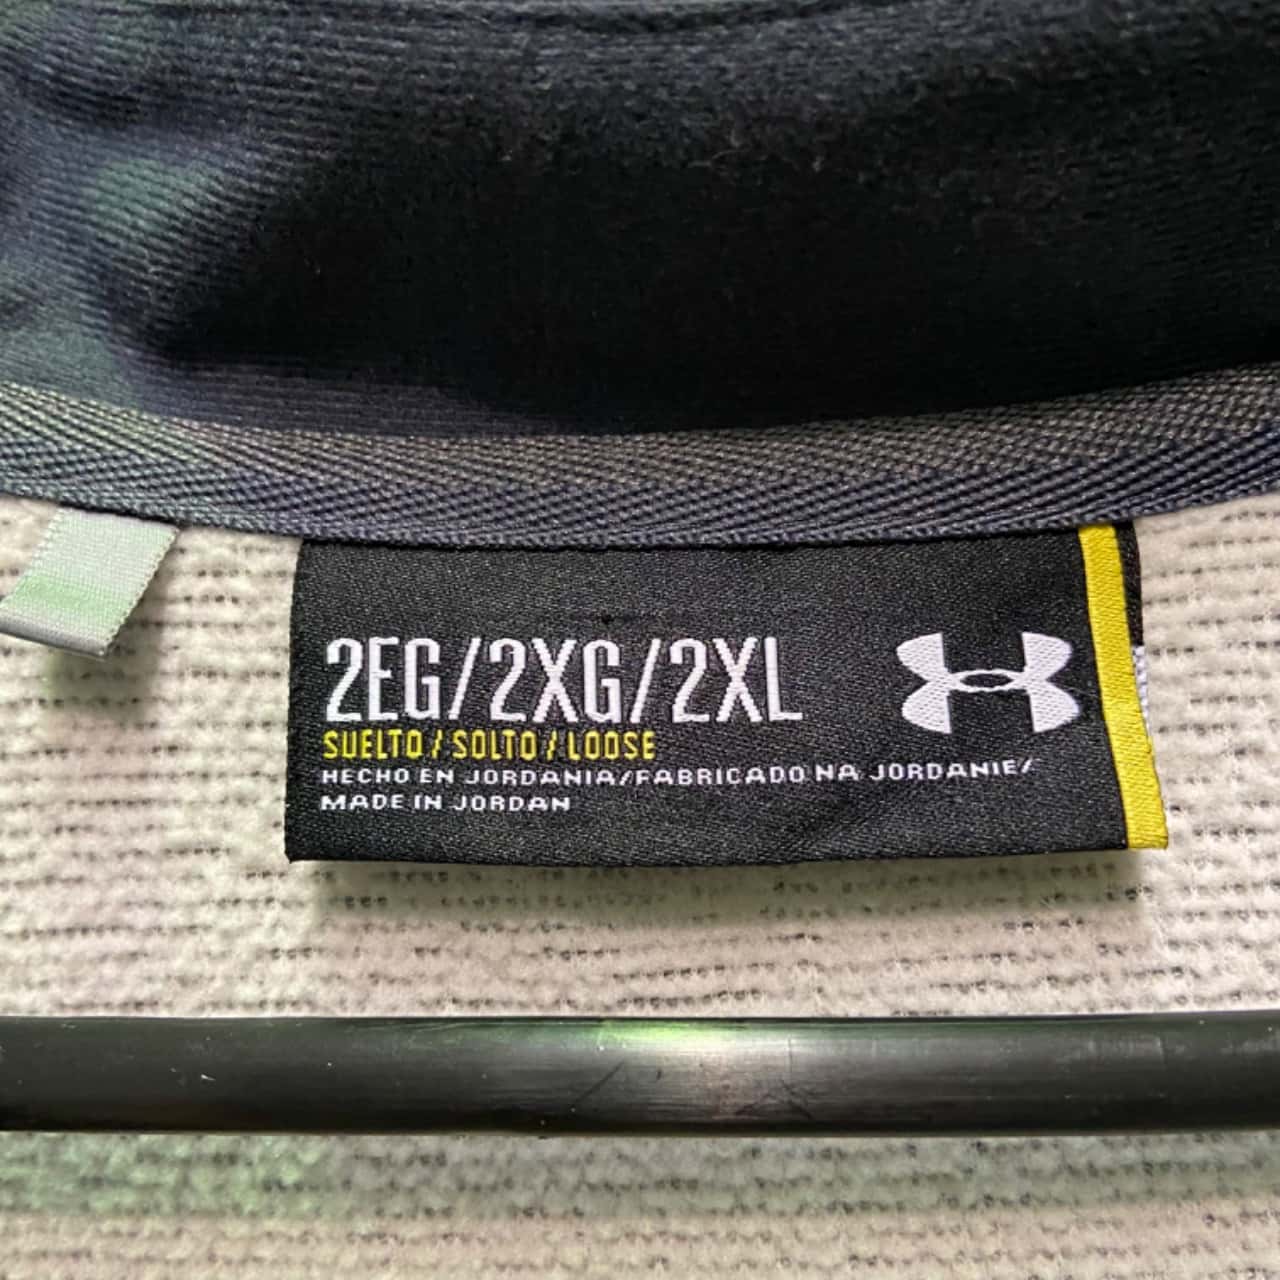 2EG/2XG/2XL
SUELTO / SOLTO / LOOSE
HECHO EN JORDANIA/FABRICADO NA JORDANIE/
MADE IN JORDAN